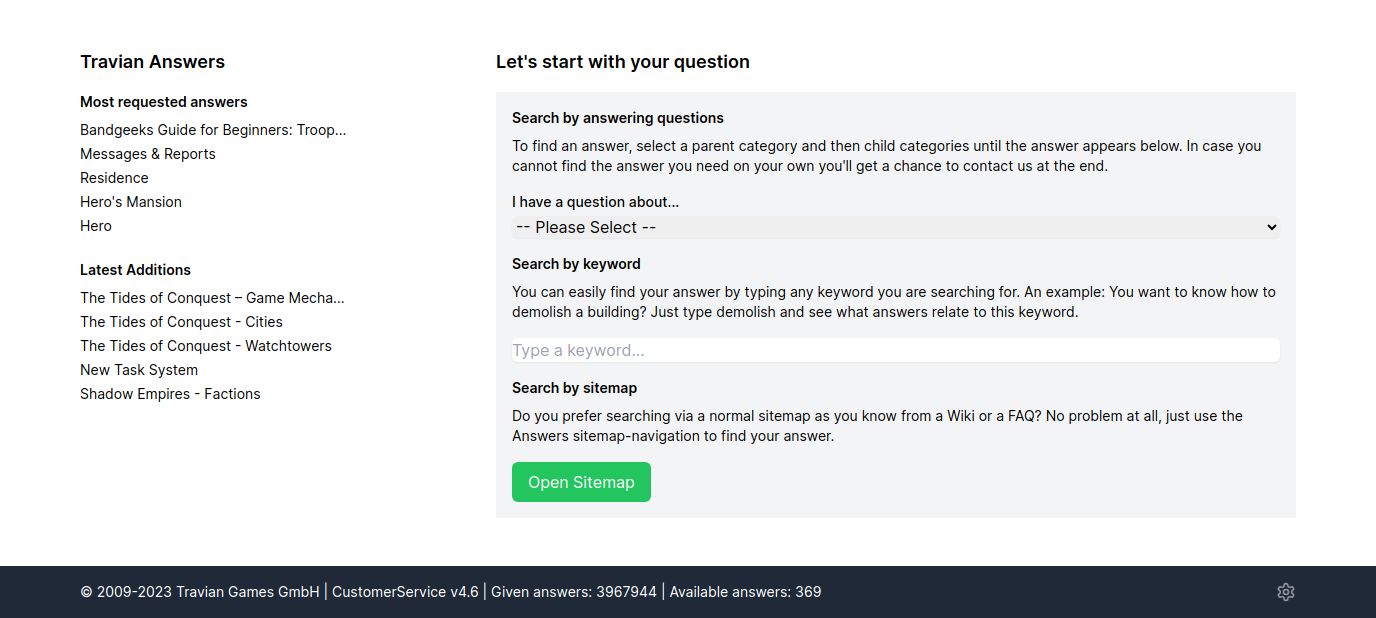 Travian Answers
Most requested answers
Bandgeeks Guide for Beginners: Troop...
Messages & Reports
Residence
Hero's Mansion
Hero
Latest Additions
The Tides of Conquest – Game Mecha...
The Tides of Conquest - Cities
The Tides of Conquest - Watchtowers
New Task System
Shadow Empires - Factions
Let's start with your question
Search by answering questions
To find an answer, select a parent category and then child categories until the answer appears below. In case you
cannot find the answer you need on your own you'll get a chance to contact us at the end.
I have a question about...
-- Please Select --
Search by keyword
You can easily find your answer by typing any keyword you are searching for. An example: You want to know how to
demolish a building? Just type demolish and see what answers relate to this keyword.
Type a keyword...
Search by sitemap
Do you prefer searching via a normal sitemap as you know from a Wiki or a FAQ? No problem at all, just use the
Answers sitemap-navigation to find your answer.
Open Sitemap
© 2009-2023 Travian Games GmbH | CustomerService v4.6 | Given answers: 3967944 | Available answers: 369